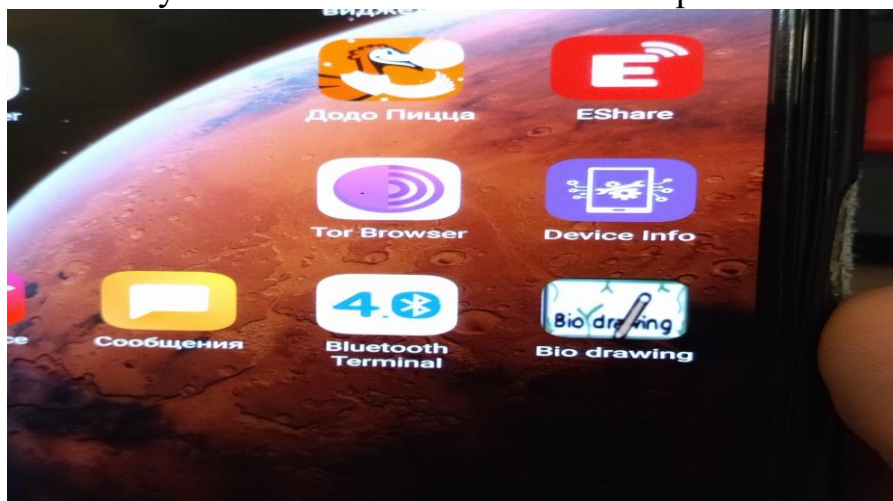 Додо Пицца
EShare
Tor Browser
Device Info
Сообщения
4.0
Bluetooth
Terminal
Bio drawing
Bio drawing